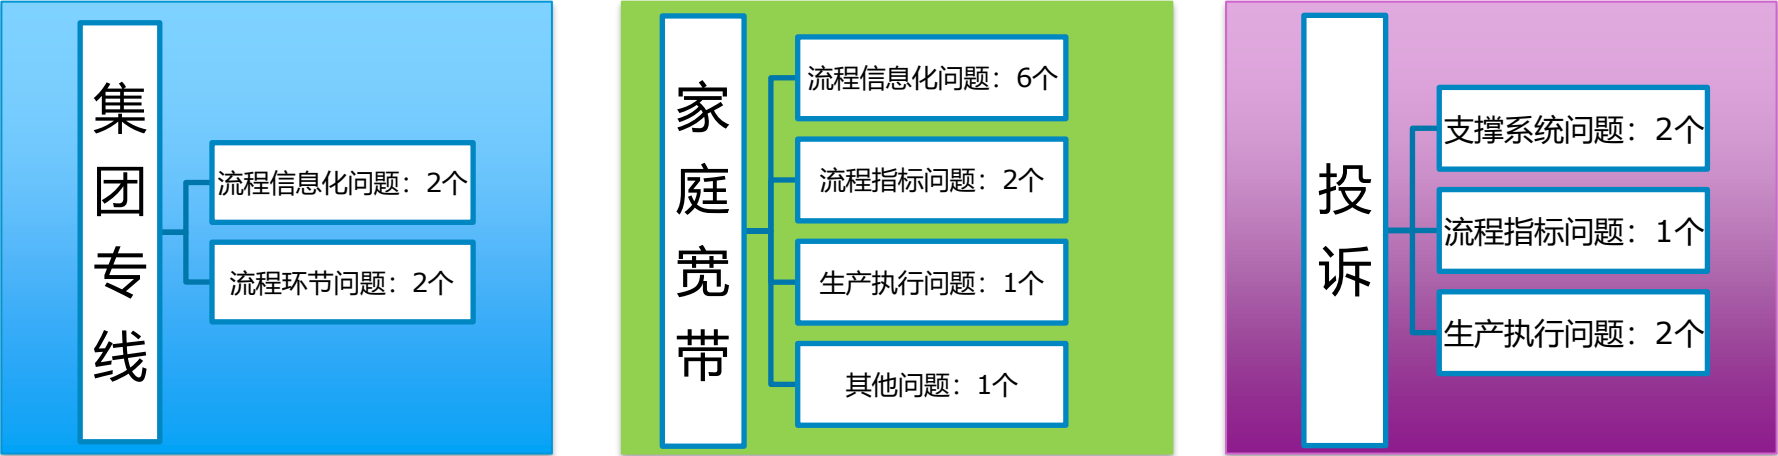 集团专线
流程信息化问题：2个
流程环节问题：2个
家庭宽带
流程信息化问题：6个
流程指标问题：2个
生产执行问题：1个
其他问题：1个
投诉
支撑系统问题：2个
流程指标问题：1个
生产执行问题：2个